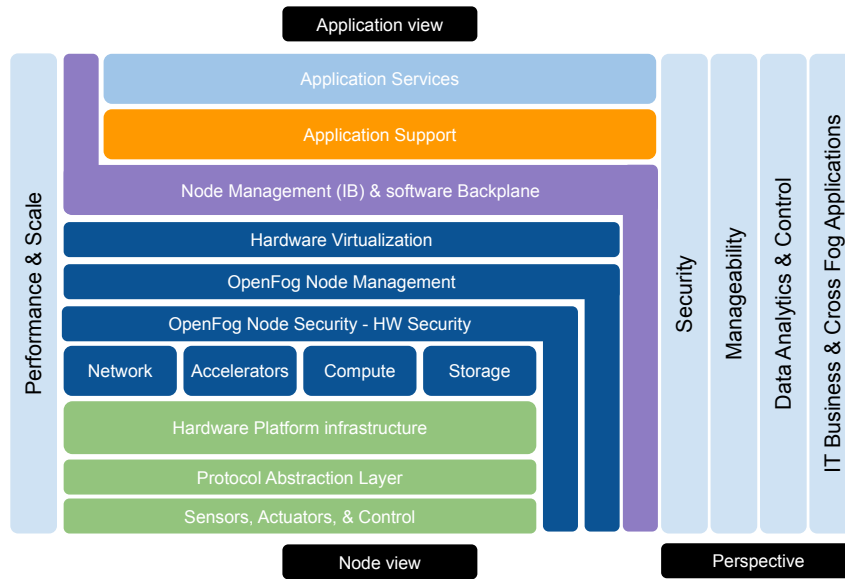 Application view
Performance & Scale
Application Services
Application Support
Node Management (IB) & software Backplane
Hardware Virtualization
OpenFog Node Management
OpenFog Node Security - HW Security
Network
Accelerators
Compute
Storage
Hardware Platform infrastructure
Protocol Abstraction Layer
Sensors, Actuators, & Control
Security
Manageability
Data Analytics & Control
IT Business & Cross Fog Applications
Node view
Perspective